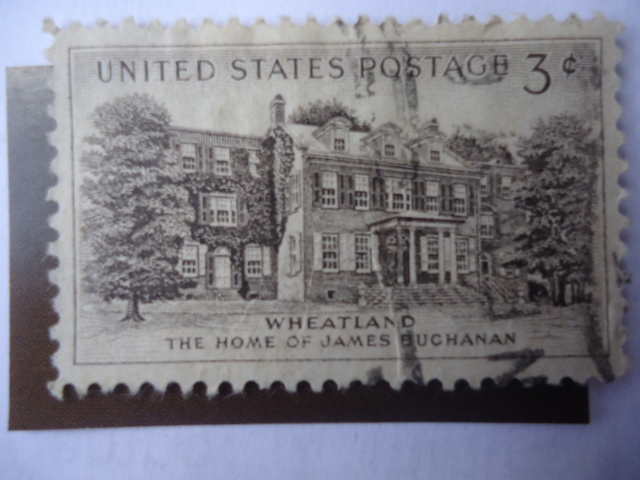 UNITED STATES POSTAGE 3¢
WHEATLAND
THE HOME OF JAMES BUCHANAN